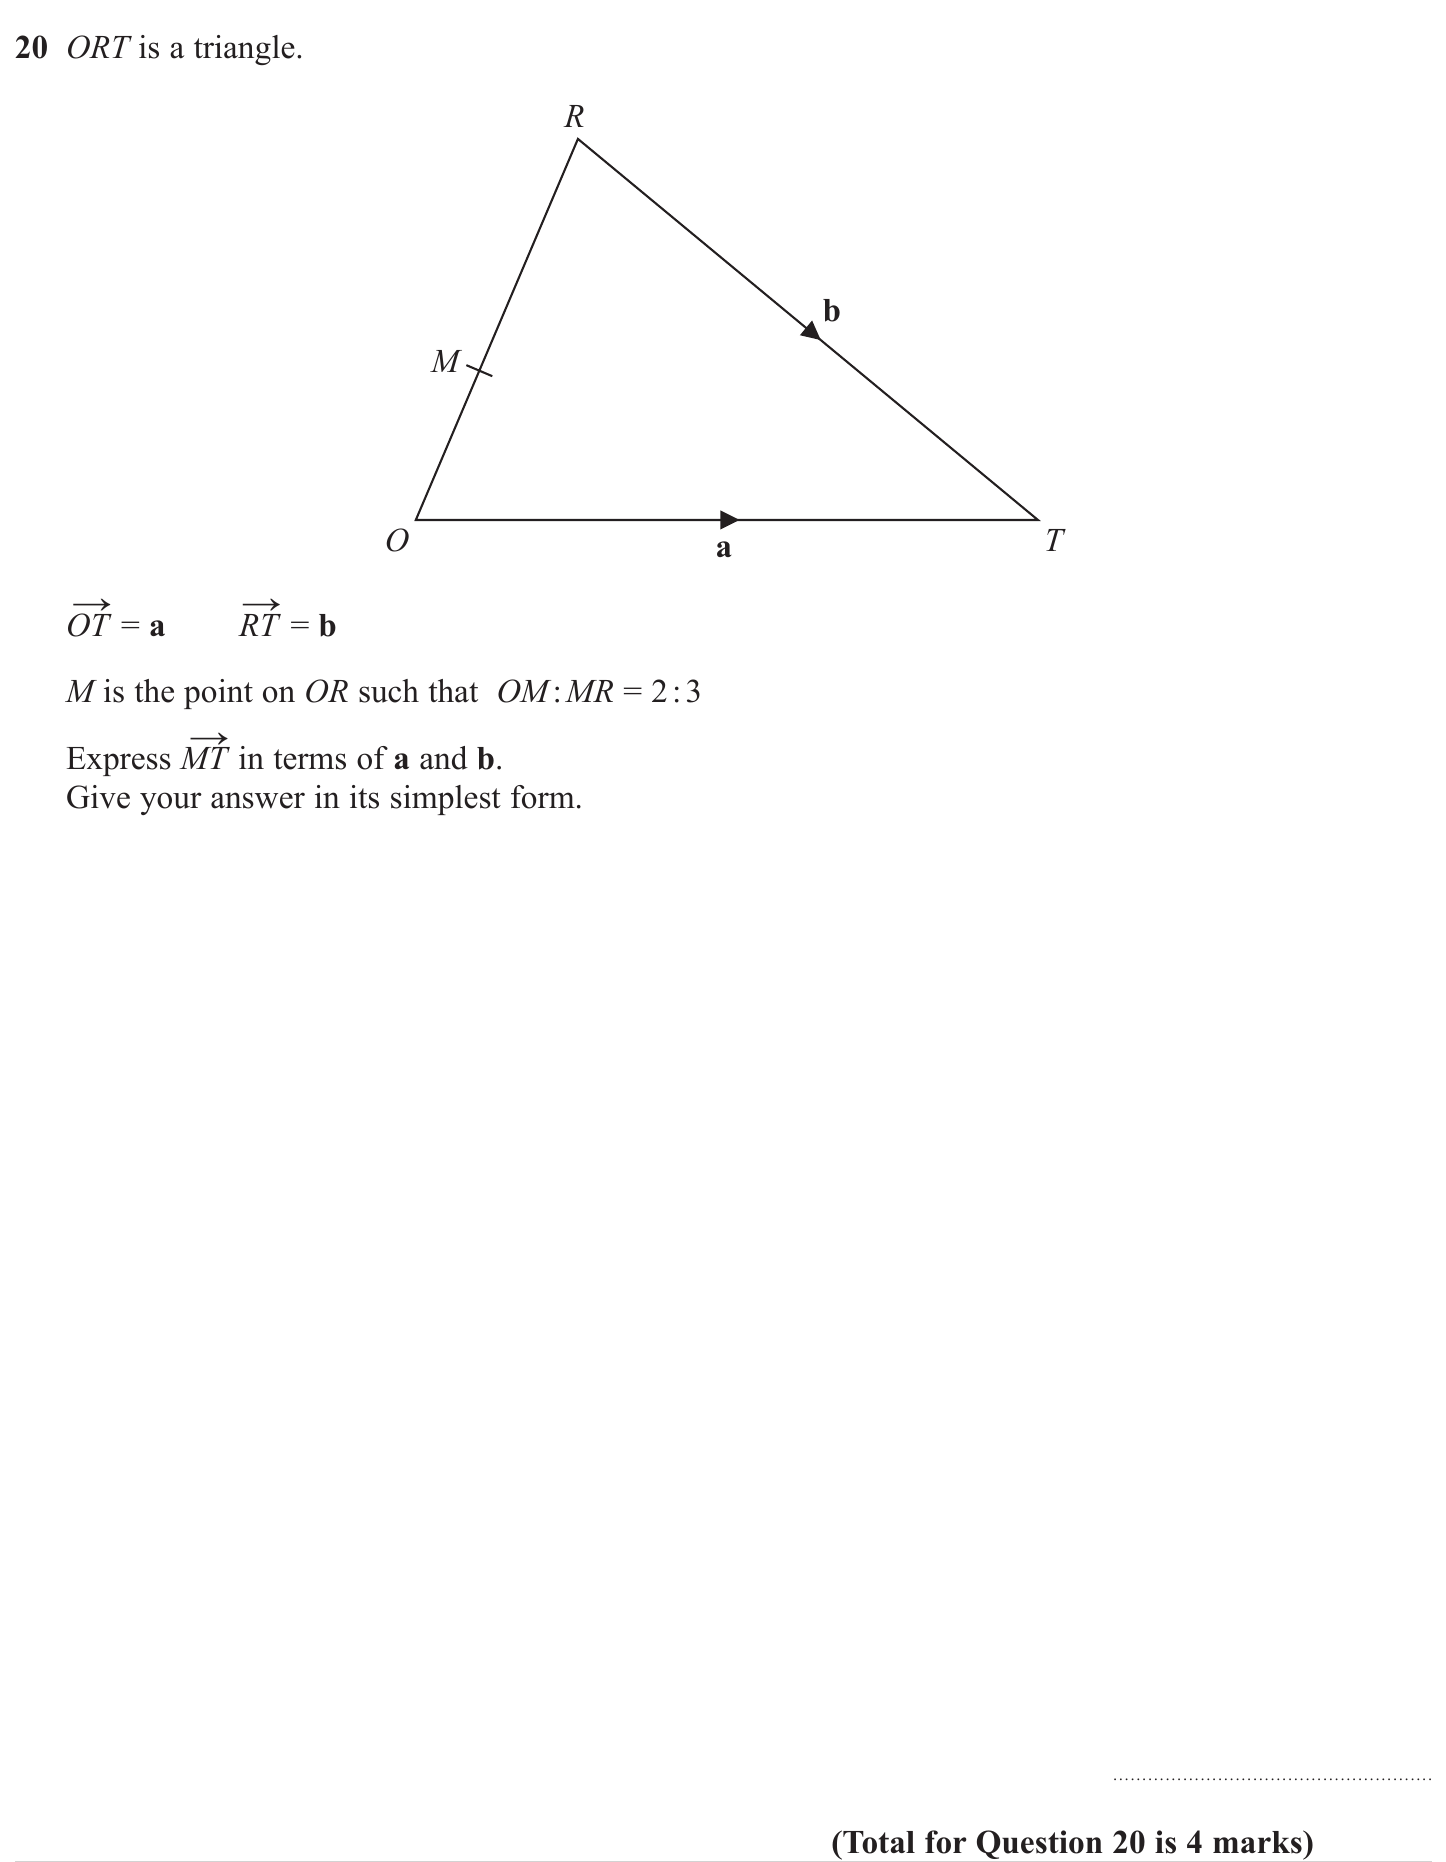 20 ORT is a triangle.
R
b
M
O
a
T
OT = a RT = b
M is the point on OR such that OM : MR = 2 : 3
Express MT in terms of a and b.
Give your answer in its simplest form.
(Total for Question 20 is 4 marks)